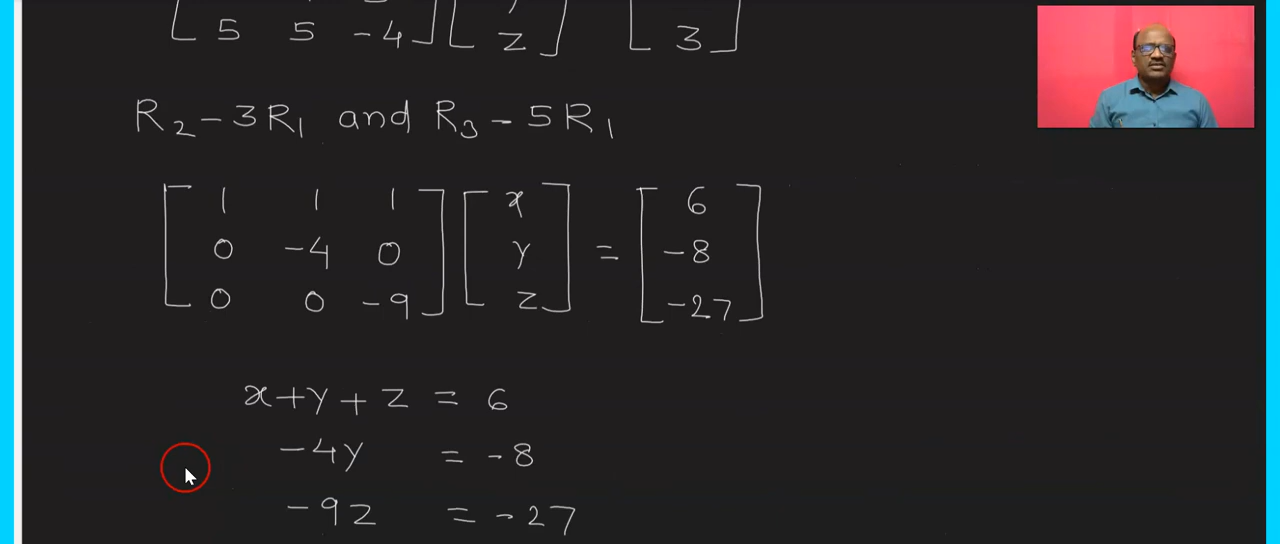 5 5 -4 z 3
R₂ - 3R₁ and R₃ - 5R₁
1 1 1 x 6
0 -4 0 y = -8
0 0 -9 z -27
x + y + z = 6
-4y = -8
-9z = -27